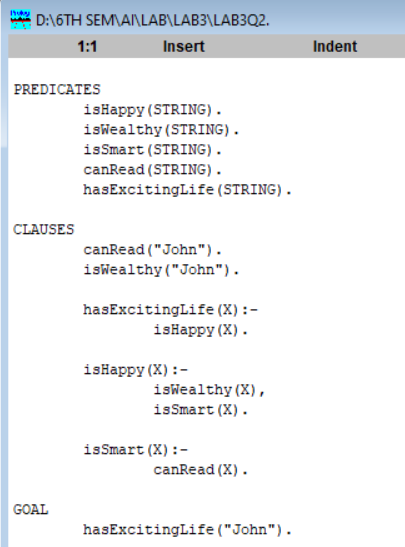 D:\6TH SEM\AI\LAB\LAB3\LAB3Q2.
1:1 Insert Indent
PREDICATES
isHappy(STRING).
isWealthy(STRING).
isSmart(STRING).
canRead(STRING).
hasExcitingLife(STRING).
CLAUSES
canRead("John").
isWealthy("John").
hasExcitingLife(X):-
isHappy(X).
isHappy(X):-
isWealthy(X),
isSmart(X).
isSmart(X):-
canRead(X).
GOAL
hasExcitingLife("John").